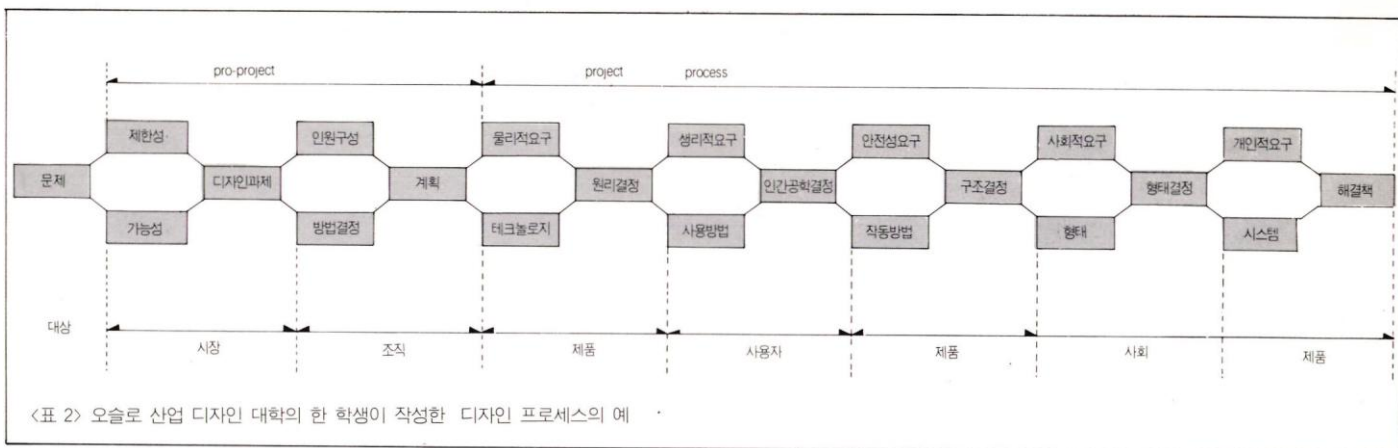 pro-project project process
제한성 인원구성 물리적요구 생리적요구 안전성요구 사회적요구 개인적요구
문제 디자인과제 계획 원리결정 인간공학결정 구조결정 형태결정 해결책
가능성 방법결정 테크놀로지 사용방법 작동방법 형태 시스템
대상 시장 조직 제품 사용자 제품 사회 제품
<표 2> 오슬로 산업 디자인 대학의 한 학생이 작성한 디자인 프로세스의 예